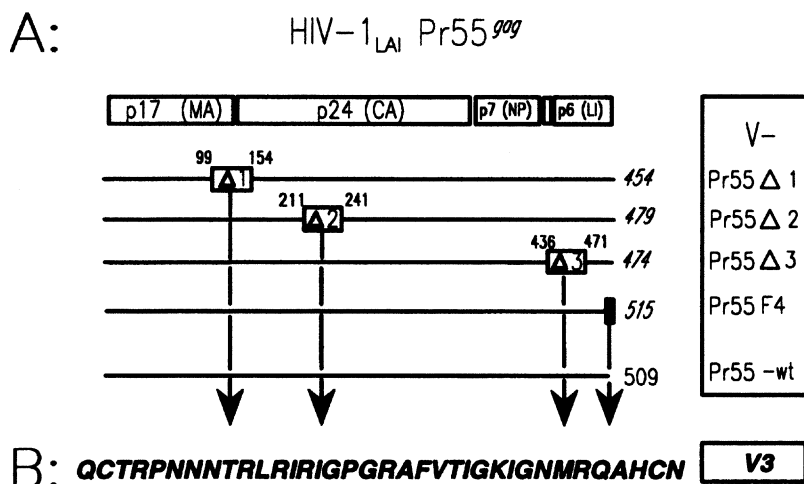 A: HIV-1LAI Pr55gag
p17 (MA) p24 (CA) p7 (NP) p6 (LI)
V-
99 154
Δ1 454 Pr55 Δ 1
211 241
Δ2 479 Pr55 Δ 2
436 471
Δ3 474 Pr55 Δ 3
515 Pr55 F4
509 Pr55 -wt
B: QCTRPNNNTRLRIRIGPGRAFVTIGKIGNMRQAHCN V3